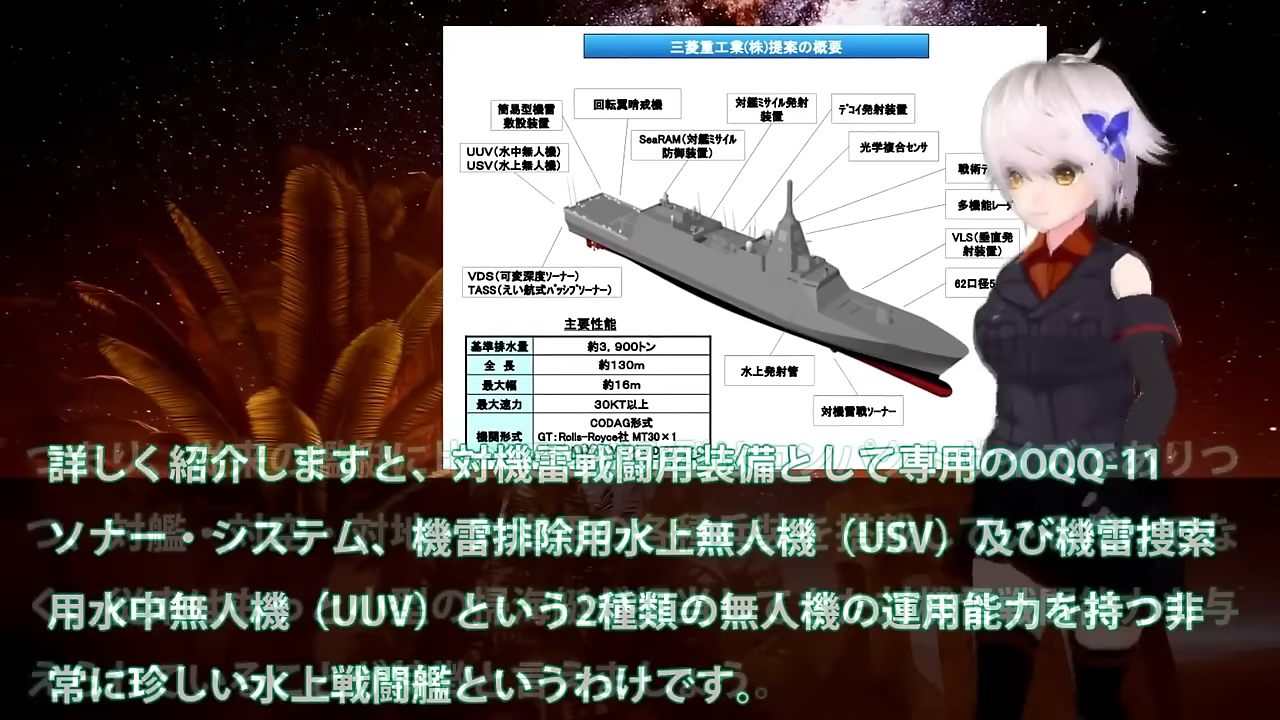 三菱重工業(株)提案の概要
簡易型機雷
敷設装置
回転翼哨戒機
対艦ミサイル発射
装置
デコイ発射装置
UUV(水中無人機)
USV(水上無人機)
SeaRAM(対艦ミサイル
防御装置)
光学複合センサ
戦術デ
多機能レーダ
VLS(垂直発
射装置)
62口径5
VDS(可変深度ソーナー)
TASS(えい航式パッシブソーナー)
水上発射管
対機雷戦ソーナー
主要性能
基準排水量 約3,900トン
全 長 約130m
最大幅 約16m
最大速力 30KT以上
機関形式 CODAG形式
GT:Rolls-Royce社 MT30×1
詳しく紹介しますと、対機雷戦闘用装備として専用のOQQ-11
ソナー・システム、機雷排除用水上無人機（USV）及び機雷捜索
用水中無人機（UUV）という2種類の無人機の運用能力を持つ非
常に珍しい水上戦闘艦というわけです。